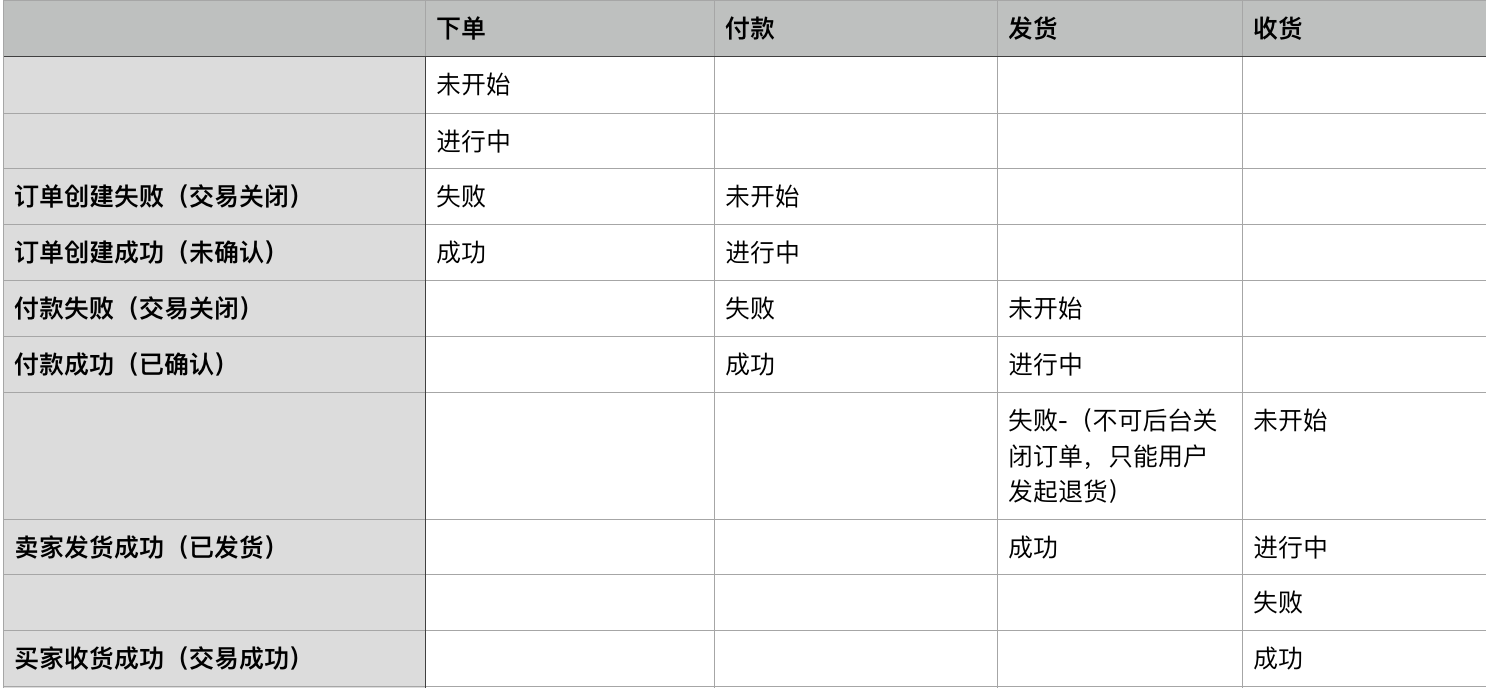 下单 付款 发货 收货
未开始
进行中
订单创建失败（交易关闭） 失败 未开始
订单创建成功（未确认） 成功 进行中
付款失败（交易关闭） 失败 未开始
付款成功（已确认） 成功 进行中
失败-（不可后台关 未开始
闭订单，只能用户
发起退货）
卖家发货成功（已发货） 成功 进行中
失败
买家收货成功（交易成功） 成功